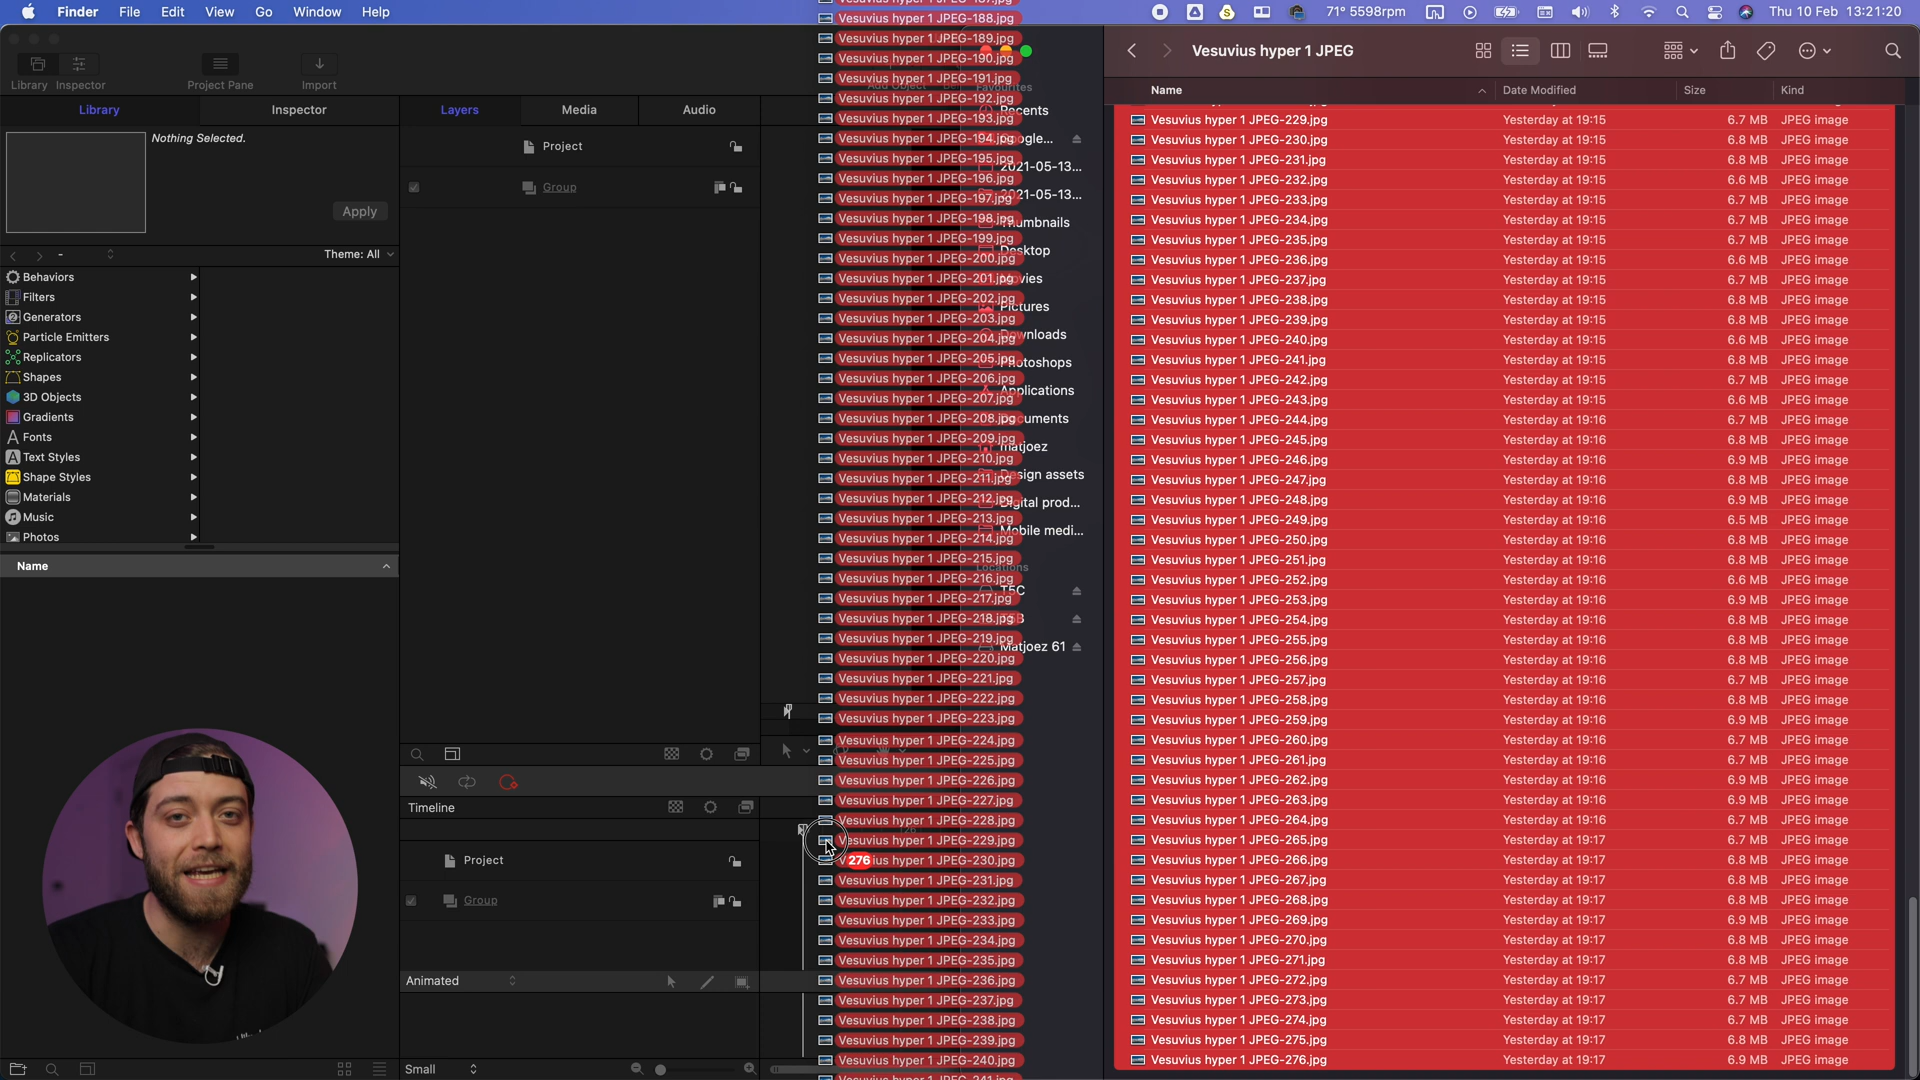 Finder File Edit View Go Window Help
71° 5598rpm
Thu 10 Feb 13:21:20
Library Inspector Project Pane Import
Library Inspector
Nothing Selected.
Apply
Theme: All
Behaviors
Filters
Generators
Particle Emitters
Replicators
Shapes
3D Objects
Gradients
Fonts
Text Styles
Shape Styles
Materials
Music
Photos
Name
Layers Media Audio
Project
Group
Timeline
Project
Group
Animated
Small
Vesuvius hyper 1 JPEG-188.jpg
Vesuvius hyper 1 JPEG-189.jpg
Vesuvius hyper 1 JPEG-190.jpg
Vesuvius hyper 1 JPEG-191.jpg
Vesuvius hyper 1 JPEG-192.jpg
Vesuvius hyper 1 JPEG-193.jpg
Vesuvius hyper 1 JPEG-194.jpg
Vesuvius hyper 1 JPEG-195.jpg
Vesuvius hyper 1 JPEG-196.jpg
Vesuvius hyper 1 JPEG-197.jpg
Vesuvius hyper 1 JPEG-198.jpg
Vesuvius hyper 1 JPEG-199.jpg
Vesuvius hyper 1 JPEG-200.jpg
Vesuvius hyper 1 JPEG-201.jpg
Vesuvius hyper 1 JPEG-202.jpg
Vesuvius hyper 1 JPEG-203.jpg
Vesuvius hyper 1 JPEG-204.jpg
Vesuvius hyper 1 JPEG-205.jpg
Vesuvius hyper 1 JPEG-206.jpg
Vesuvius hyper 1 JPEG-207.jpg
Vesuvius hyper 1 JPEG-208.jpg
Vesuvius hyper 1 JPEG-209.jpg
Vesuvius hyper 1 JPEG-210.jpg
Vesuvius hyper 1 JPEG-211.jpg
Vesuvius hyper 1 JPEG-212.jpg
Vesuvius hyper 1 JPEG-213.jpg
Vesuvius hyper 1 JPEG-214.jpg
Vesuvius hyper 1 JPEG-215.jpg
Vesuvius hyper 1 JPEG-216.jpg
Vesuvius hyper 1 JPEG-217.jpg
Vesuvius hyper 1 JPEG-218.jpg
Vesuvius hyper 1 JPEG-219.jpg
Vesuvius hyper 1 JPEG-220.jpg
Vesuvius hyper 1 JPEG-221.jpg
Vesuvius hyper 1 JPEG-222.jpg
Vesuvius hyper 1 JPEG-223.jpg
Vesuvius hyper 1 JPEG-224.jpg
Vesuvius hyper 1 JPEG-225.jpg
Vesuvius hyper 1 JPEG-226.jpg
Vesuvius hyper 1 JPEG-227.jpg
Vesuvius hyper 1 JPEG-228.jpg
Vesuvius hyper 1 JPEG-229.jpg
276 ius hyper 1 JPEG-230.jpg
Vesuvius hyper 1 JPEG-231.jpg
Vesuvius hyper 1 JPEG-232.jpg
Vesuvius hyper 1 JPEG-233.jpg
Vesuvius hyper 1 JPEG-234.jpg
Vesuvius hyper 1 JPEG-235.jpg
Vesuvius hyper 1 JPEG-236.jpg
Vesuvius hyper 1 JPEG-237.jpg
Vesuvius hyper 1 JPEG-238.jpg
Vesuvius hyper 1 JPEG-239.jpg
Vesuvius hyper 1 JPEG-240.jpg
Favourites
Recents
2021-05-13...
2021-05-13...
Thumbnails
Desktop
Movies
Pictures
Downloads
Photoshops
Applications
Documents
matjoez
Design assets
Digital prod...
Mobile medi...
Locations
T5C
Matjoez 61
Vesuvius hyper 1 JPEG
Name Date Modified Size Kind
Vesuvius hyper 1 JPEG-229.jpg Yesterday at 19:15 6.7 MB JPEG image
Vesuvius hyper 1 JPEG-230.jpg Yesterday at 19:15 6.8 MB JPEG image
Vesuvius hyper 1 JPEG-231.jpg Yesterday at 19:15 6.8 MB JPEG image
Vesuvius hyper 1 JPEG-232.jpg Yesterday at 19:15 6.6 MB JPEG image
Vesuvius hyper 1 JPEG-233.jpg Yesterday at 19:15 6.7 MB JPEG image
Vesuvius hyper 1 JPEG-234.jpg Yesterday at 19:15 6.8 MB JPEG image
Vesuvius hyper 1 JPEG-235.jpg Yesterday at 19:15 6.7 MB JPEG image
Vesuvius hyper 1 JPEG-236.jpg Yesterday at 19:15 6.6 MB JPEG image
Vesuvius hyper 1 JPEG-237.jpg Yesterday at 19:15 6.7 MB JPEG image
Vesuvius hyper 1 JPEG-238.jpg Yesterday at 19:15 6.8 MB JPEG image
Vesuvius hyper 1 JPEG-239.jpg Yesterday at 19:15 6.8 MB JPEG image
Vesuvius hyper 1 JPEG-240.jpg Yesterday at 19:15 6.6 MB JPEG image
Vesuvius hyper 1 JPEG-241.jpg Yesterday at 19:15 6.8 MB JPEG image
Vesuvius hyper 1 JPEG-242.jpg Yesterday at 19:15 6.7 MB JPEG image
Vesuvius hyper 1 JPEG-243.jpg Yesterday at 19:15 6.6 MB JPEG image
Vesuvius hyper 1 JPEG-244.jpg Yesterday at 19:16 6.7 MB JPEG image
Vesuvius hyper 1 JPEG-245.jpg Yesterday at 19:16 6.8 MB JPEG image
Vesuvius hyper 1 JPEG-246.jpg Yesterday at 19:16 6.9 MB JPEG image
Vesuvius hyper 1 JPEG-247.jpg Yesterday at 19:16 6.8 MB JPEG image
Vesuvius hyper 1 JPEG-248.jpg Yesterday at 19:16 6.9 MB JPEG image
Vesuvius hyper 1 JPEG-249.jpg Yesterday at 19:16 6.5 MB JPEG image
Vesuvius hyper 1 JPEG-250.jpg Yesterday at 19:16 6.8 MB JPEG image
Vesuvius hyper 1 JPEG-251.jpg Yesterday at 19:16 6.8 MB JPEG image
Vesuvius hyper 1 JPEG-252.jpg Yesterday at 19:16 6.6 MB JPEG image
Vesuvius hyper 1 JPEG-253.jpg Yesterday at 19:16 6.9 MB JPEG image
Vesuvius hyper 1 JPEG-254.jpg Yesterday at 19:16 6.8 MB JPEG image
Vesuvius hyper 1 JPEG-255.jpg Yesterday at 19:16 6.8 MB JPEG image
Vesuvius hyper 1 JPEG-256.jpg Yesterday at 19:16 6.8 MB JPEG image
Vesuvius hyper 1 JPEG-257.jpg Yesterday at 19:16 6.9 MB JPEG image
Vesuvius hyper 1 JPEG-258.jpg Yesterday at 19:16 6.8 MB JPEG image
Vesuvius hyper 1 JPEG-259.jpg Yesterday at 19:16 6.9 MB JPEG image
Vesuvius hyper 1 JPEG-260.jpg Yesterday at 19:16 6.7 MB JPEG image
Vesuvius hyper 1 JPEG-261.jpg Yesterday at 19:16 6.8 MB JPEG image
Vesuvius hyper 1 JPEG-262.jpg Yesterday at 19:16 6.9 MB JPEG image
Vesuvius hyper 1 JPEG-263.jpg Yesterday at 19:16 6.9 MB JPEG image
Vesuvius hyper 1 JPEG-264.jpg Yesterday at 19:16 6.8 MB JPEG image
Vesuvius hyper 1 JPEG-265.jpg Yesterday at 19:17 6.7 MB JPEG image
Vesuvius hyper 1 JPEG-266.jpg Yesterday at 19:17 6.8 MB JPEG image
Vesuvius hyper 1 JPEG-267.jpg Yesterday at 19:17 6.8 MB JPEG image
Vesuvius hyper 1 JPEG-268.jpg Yesterday at 19:17 6.8 MB JPEG image
Vesuvius hyper 1 JPEG-269.jpg Yesterday at 19:17 6.9 MB JPEG image
Vesuvius hyper 1 JPEG-270.jpg Yesterday at 19:17 6.8 MB JPEG image
Vesuvius hyper 1 JPEG-271.jpg Yesterday at 19:17 6.8 MB JPEG image
Vesuvius hyper 1 JPEG-272.jpg Yesterday at 19:17 6.7 MB JPEG image
Vesuvius hyper 1 JPEG-273.jpg Yesterday at 19:17 6.7 MB JPEG image
Vesuvius hyper 1 JPEG-274.jpg Yesterday at 19:17 6.7 MB JPEG image
Vesuvius hyper 1 JPEG-275.jpg Yesterday at 19:17 6.8 MB JPEG image
Vesuvius hyper 1 JPEG-276.jpg Yesterday at 19:17 6.9 MB JPEG image